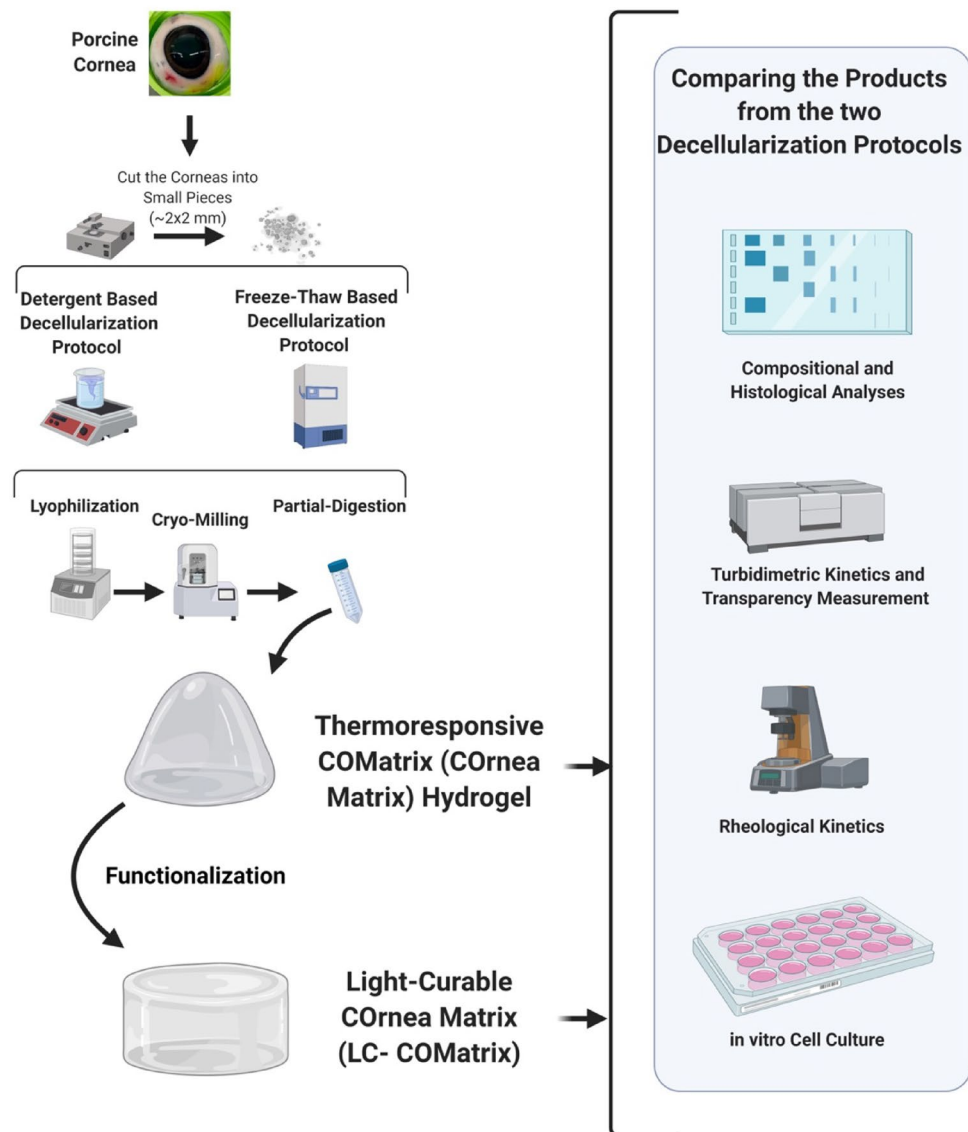 Porcine
Cornea
Cut the Corneas into
Small Pieces
(~2x2 mm)
Detergent Based
Decellularization
Protocol
Freeze-Thaw Based
Decellularization
Protocol
Lyophilization
Cryo-Milling
Partial-Digestion
Thermoresponsive
COMatrix (COrnea
Matrix) Hydrogel
Functionalization
Light-Curable
COrnea Matrix
(LC- COMatrix)
Comparing the Products
from the two
Decellularization Protocols
Compositional and
Histological Analyses
Turbidimetric Kinetics and
Transparency Measurement
Rheological Kinetics
in vitro Cell Culture